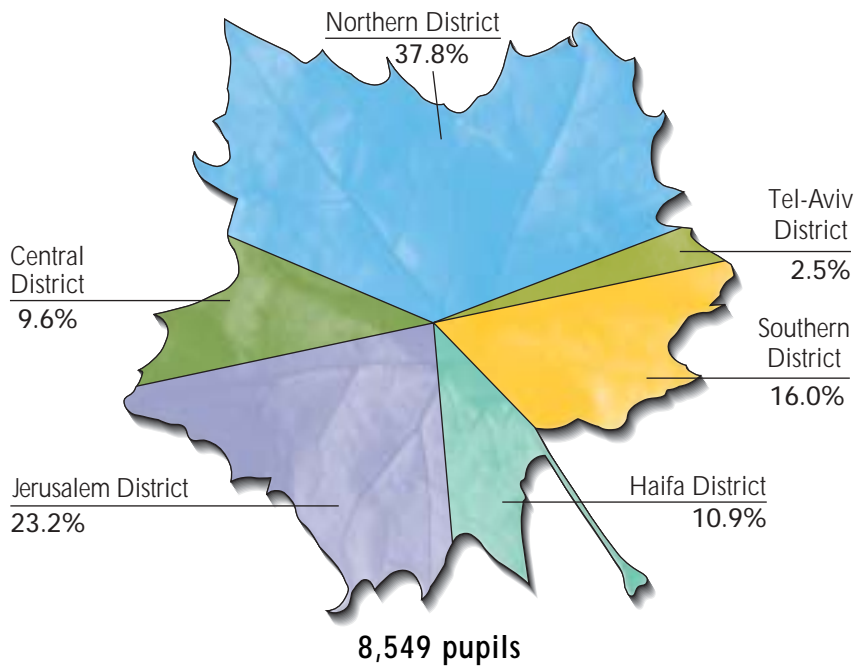 Northern District
37.8%
Tel-Aviv
District
2.5%
Central
District
9.6%
Southern
District
16.0%
Jerusalem District
23.2%
Haifa District
10.9%
8,549 pupils